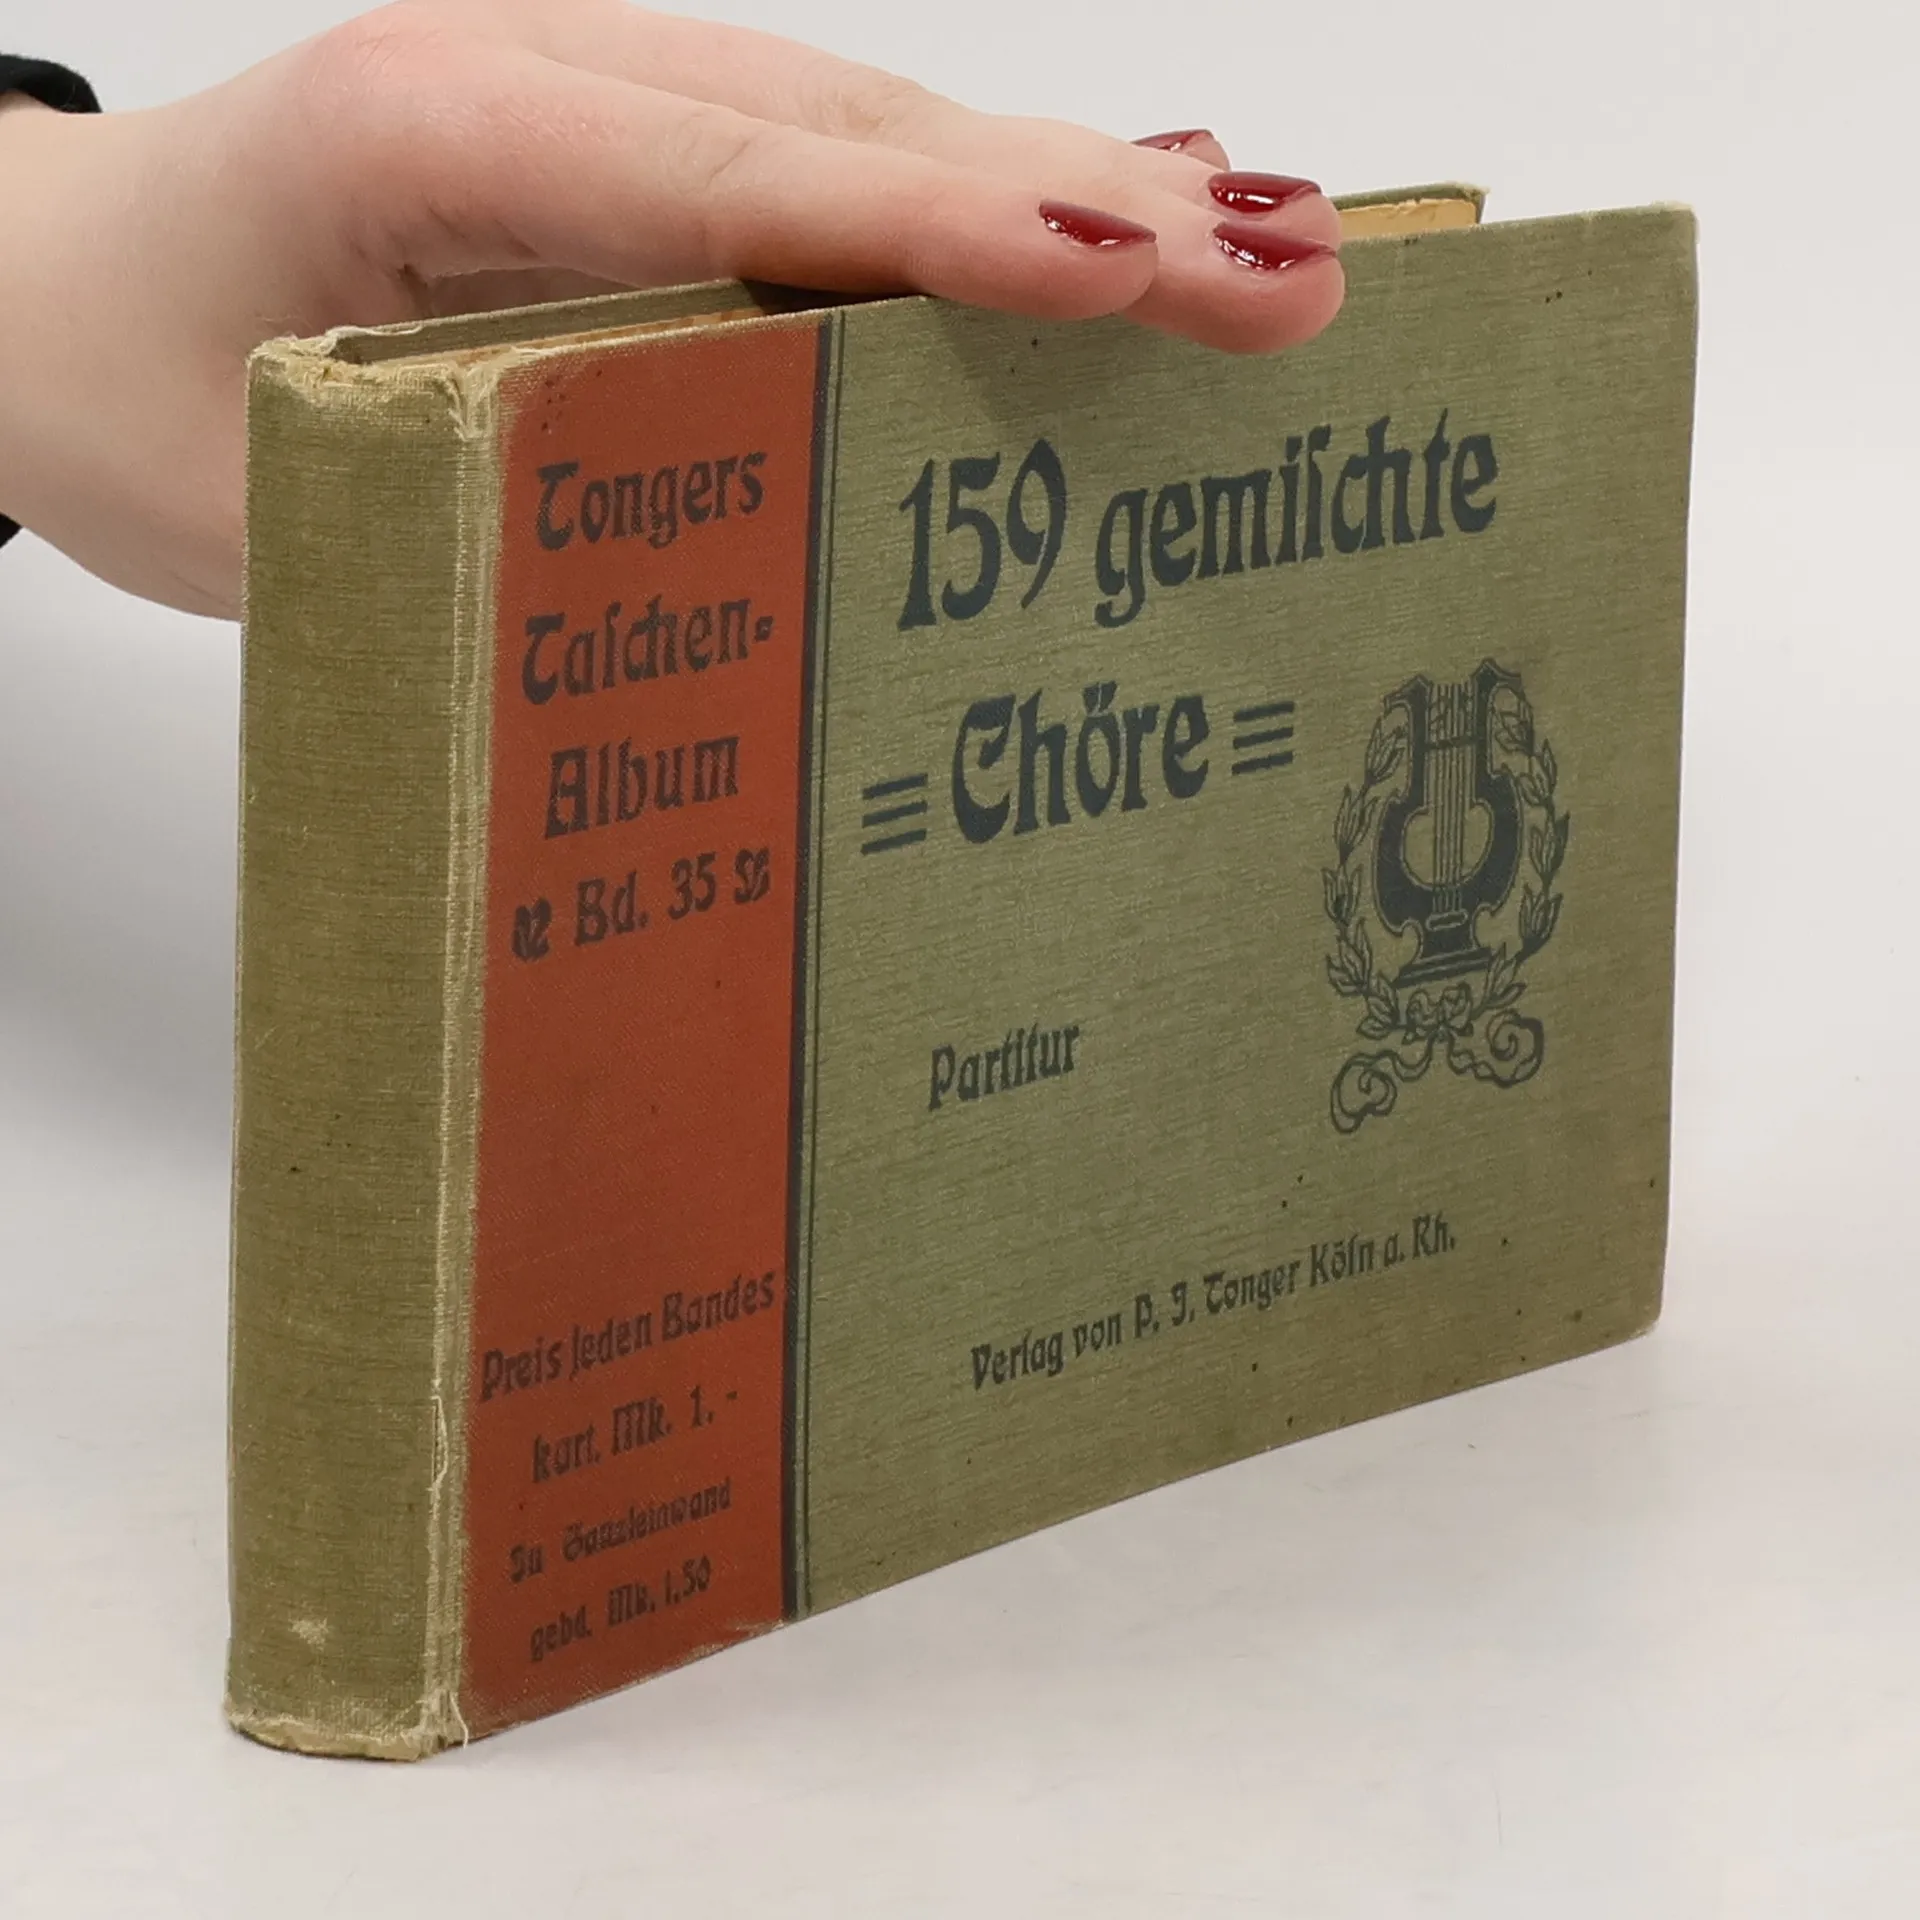 Tongers
Taſchen-
Album
Bd. 35
Preis jeden Bandes
kart. Mk. 1.-
In Ganzleinwand
gebd. Mk. 1.50
159 gemiſchte
Chöre
Partitur
Verlag von P. J. Tonger Köln a. Rh.